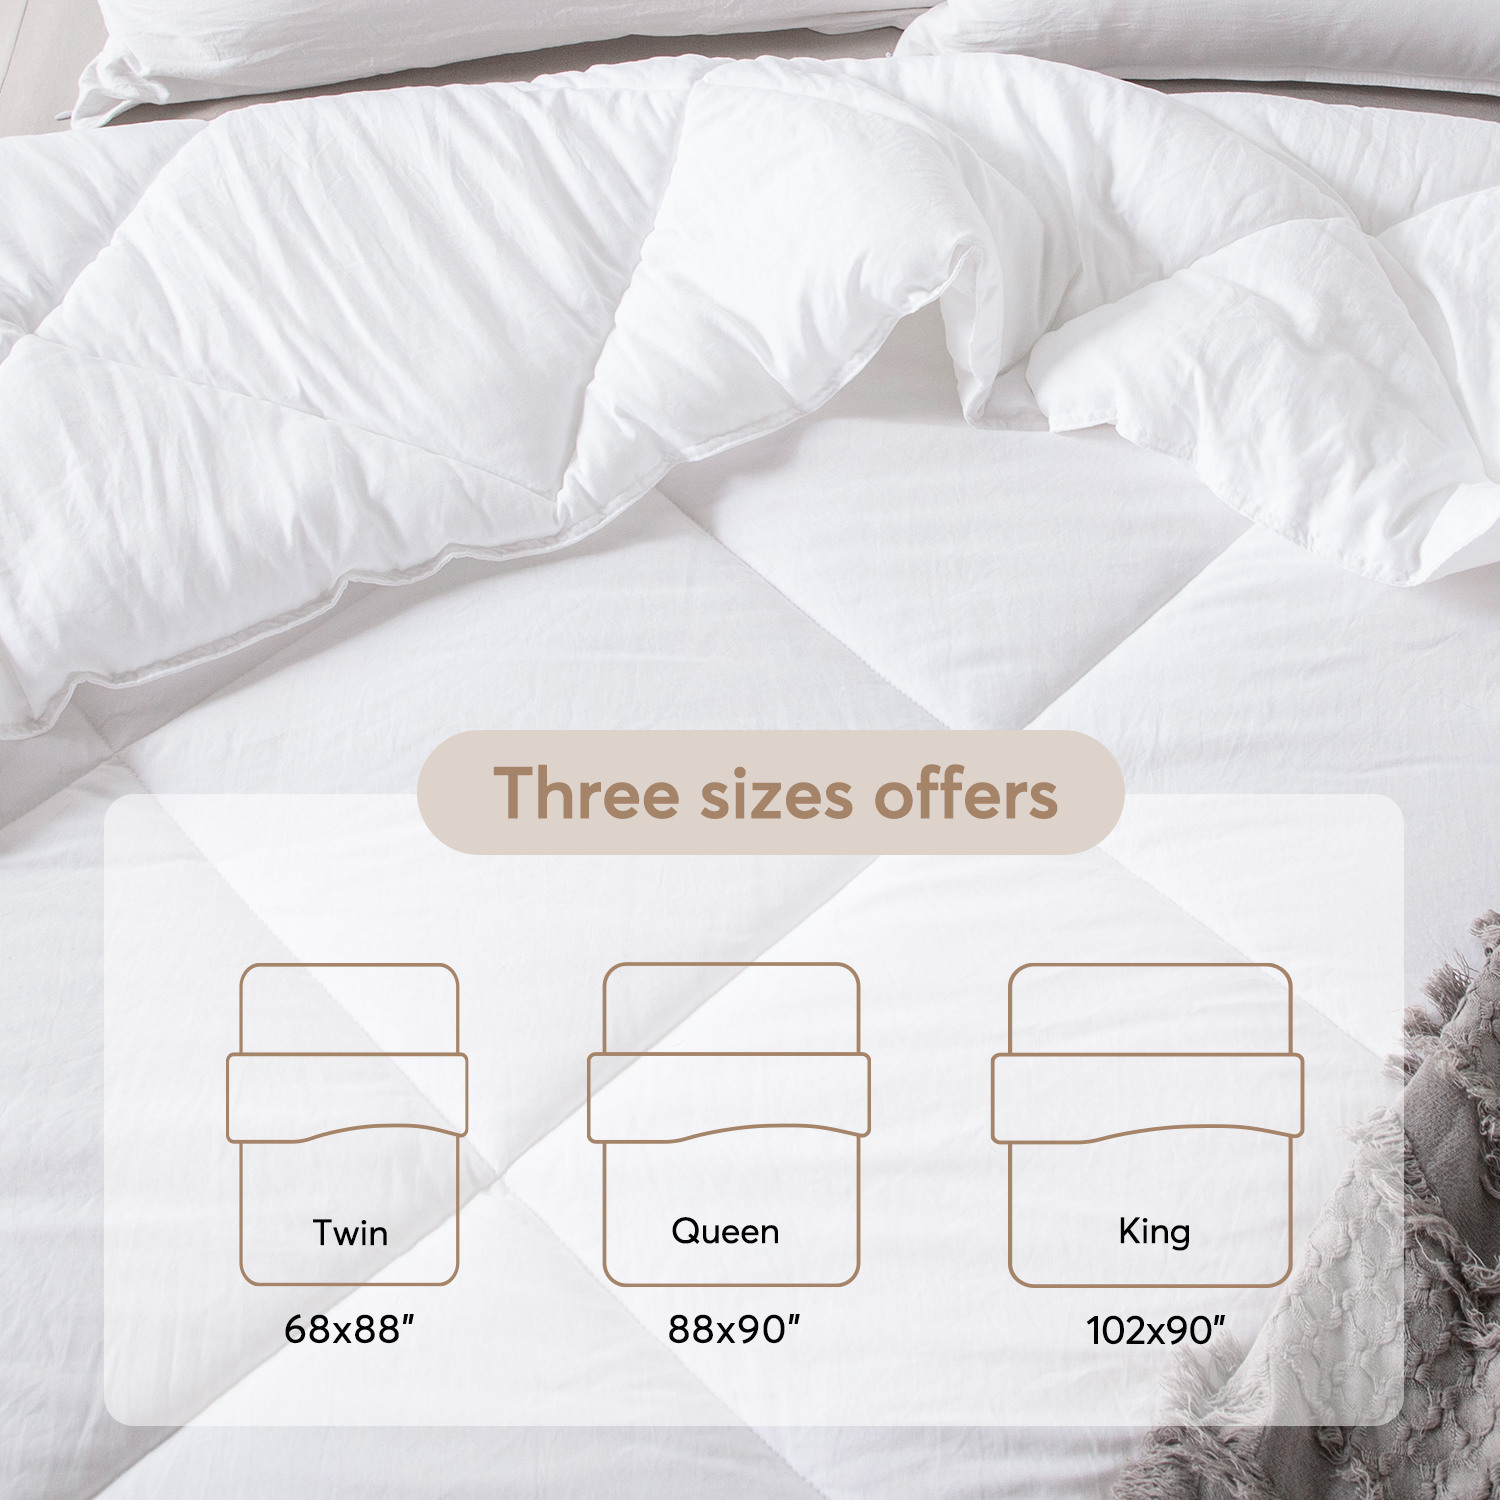 Three sizes offers
Twin
Queen
King
68x88"
88x90"
102x90"